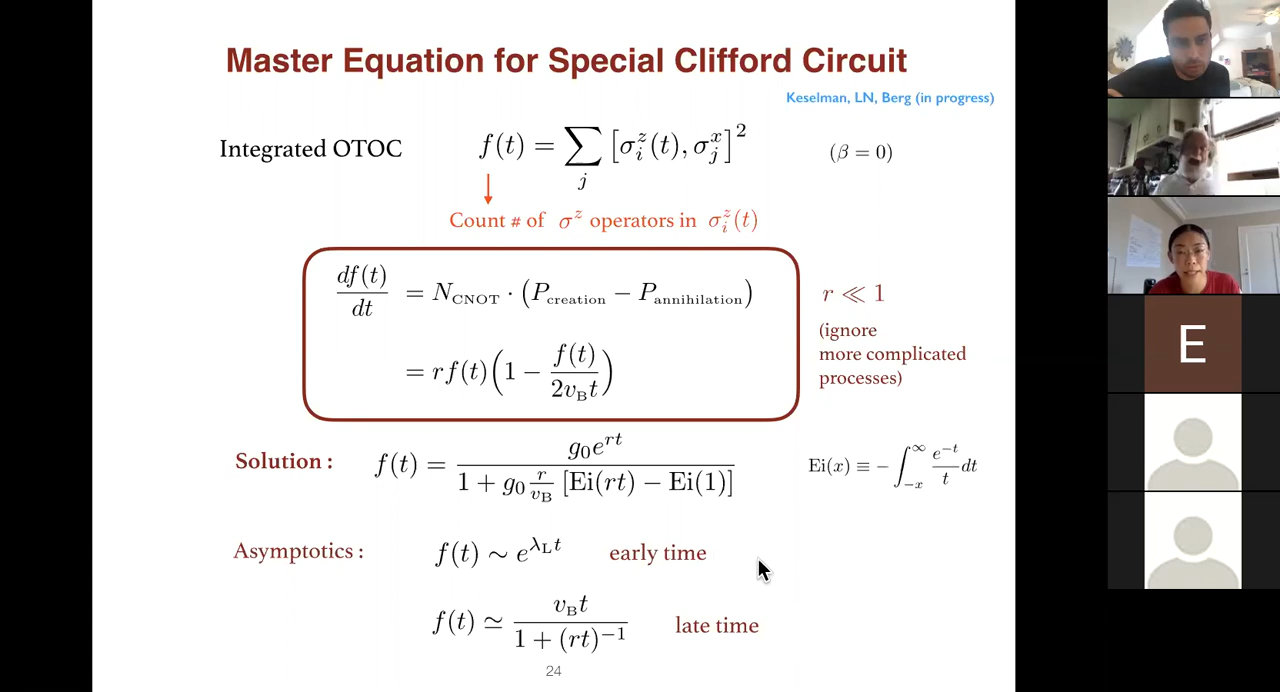 Master Equation for Special Clifford Circuit
Keselman, LN, Berg (in progress)
Integrated OTOC f(t) = ∑_j [σ_i^z(t), σ_j^x]^2 (β = 0)
Count # of σ^z operators in σ_i^z(t)
df(t)/dt = N_CNOT · (P_creation − P_annihilation) r ≪ 1
(ignore
more complicated
processes)
= r f(t)(1 − f(t)/(2v_B t))
Solution : f(t) = g_0 e^{rt} / (1 + g_0 (r/v_B) [Ei(rt) − Ei(1)]) Ei(x) ≡ −∫_{−x}^{∞} (e^{−t}/t) dt
Asymptotics : f(t) ∼ e^{λ_L t} early time
f(t) ≃ v_B t / (1 + (rt)^{−1}) late time
24
E